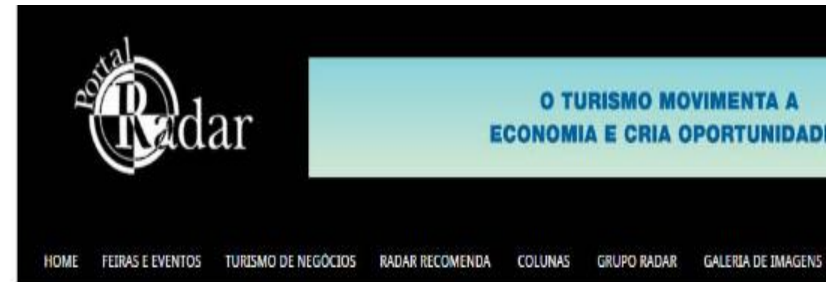 Portal
Radar
O TURISMO MOVIMENTA A
ECONOMIA E CRIA OPORTUNIDAD
HOME FEIRAS E EVENTOS TURISMO DE NEGÓCIOS RADAR RECOMENDA COLUNAS GRUPO RADAR GALERIA DE IMAGENS